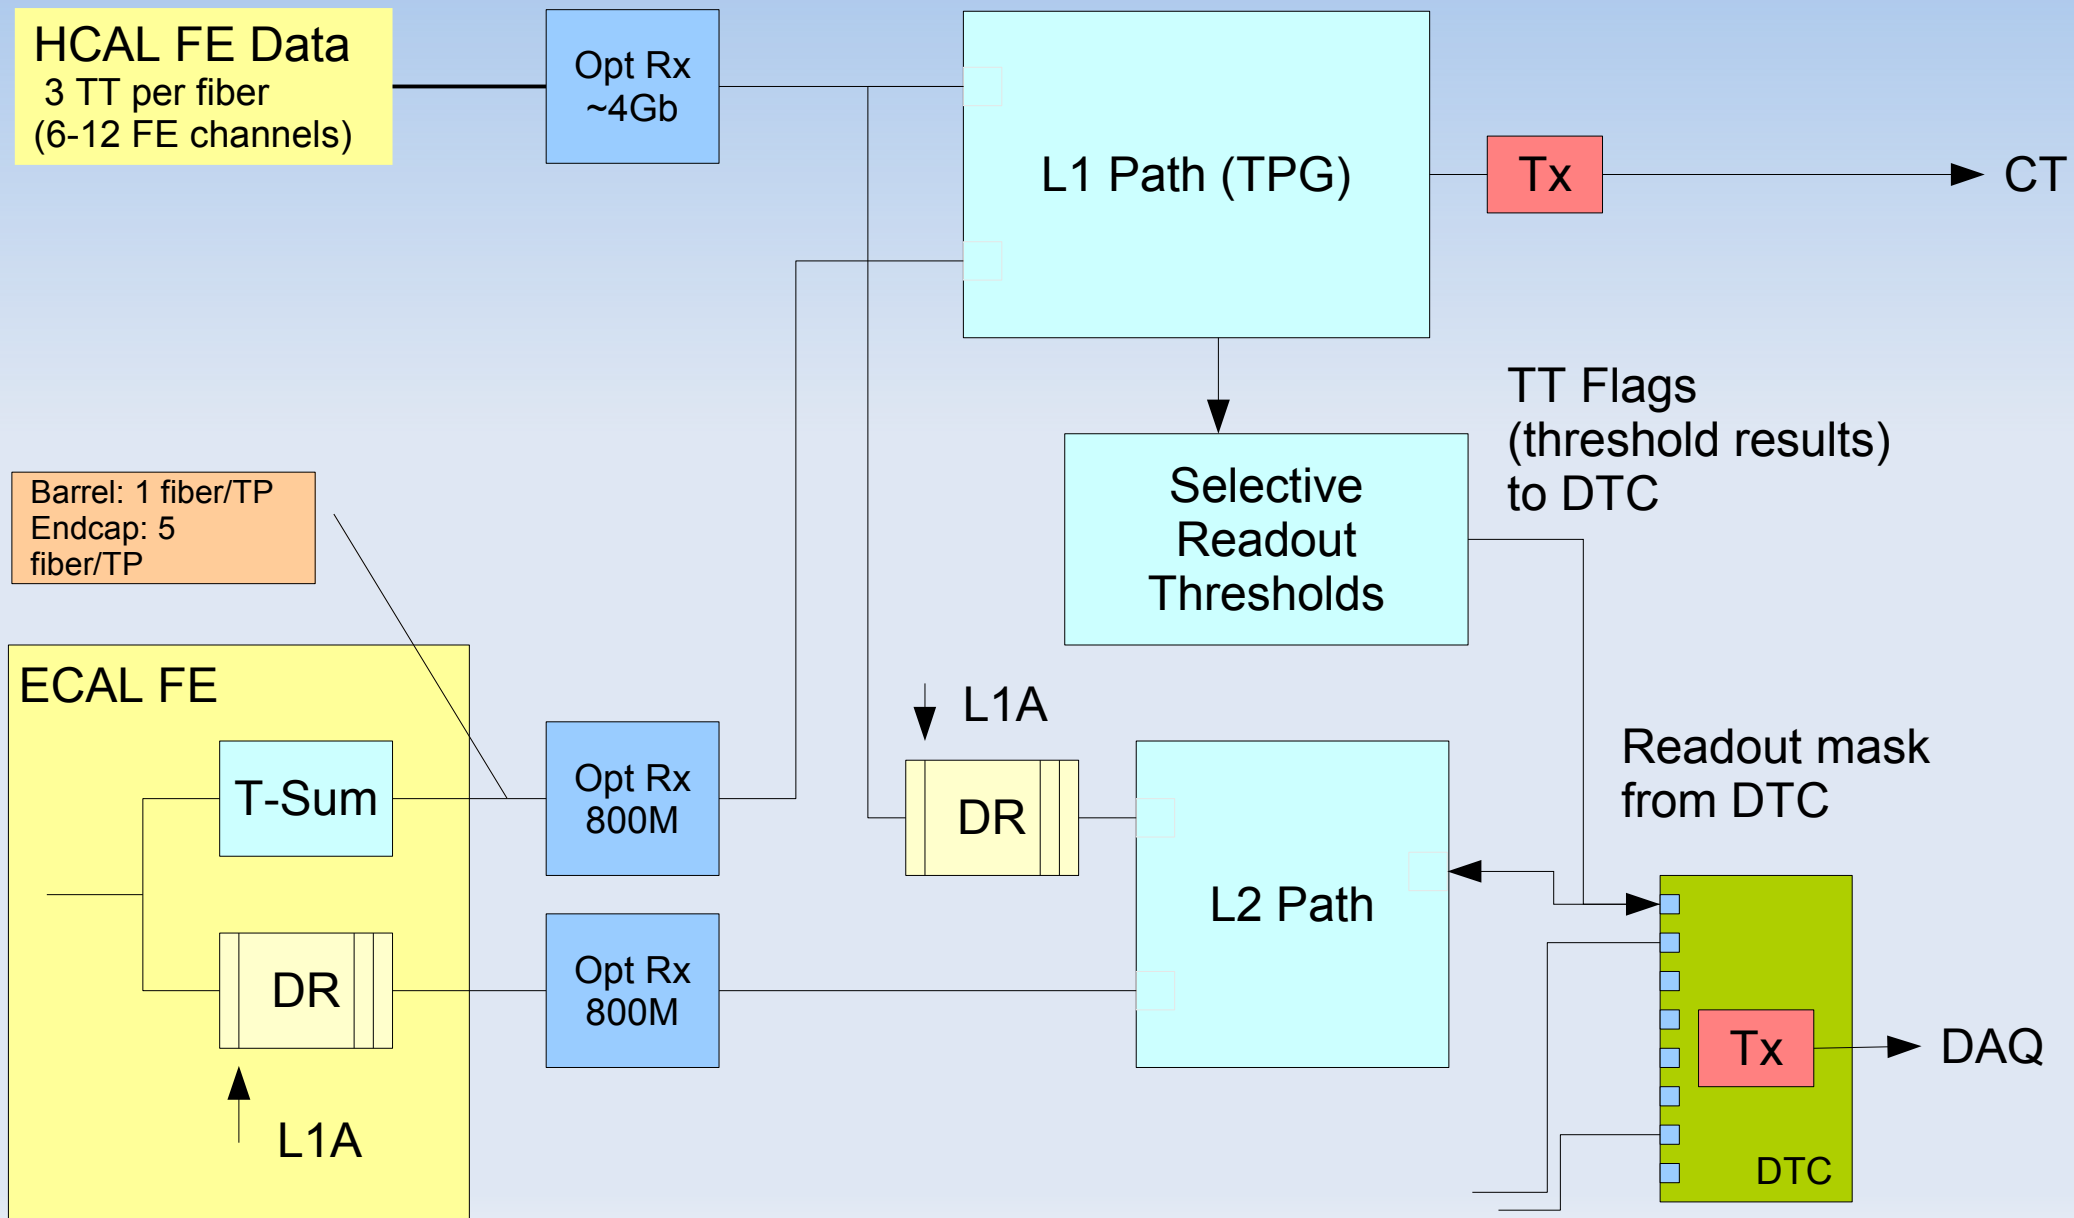 HCAL FE Data
3 TT per fiber
(6-12 FE channels)
Opt Rx
~4Gb
L1 Path (TPG)
Tx
CT
TT Flags
(threshold results)
to DTC
Selective
Readout
Thresholds
Barrel: 1 fiber/TP
Endcap: 5
fiber/TP
ECAL FE
T-Sum
Opt Rx
800M
L1A
DR
L2 Path
Readout mask
from DTC
DR
L1A
Opt Rx
800M
Tx
DAQ
DTC